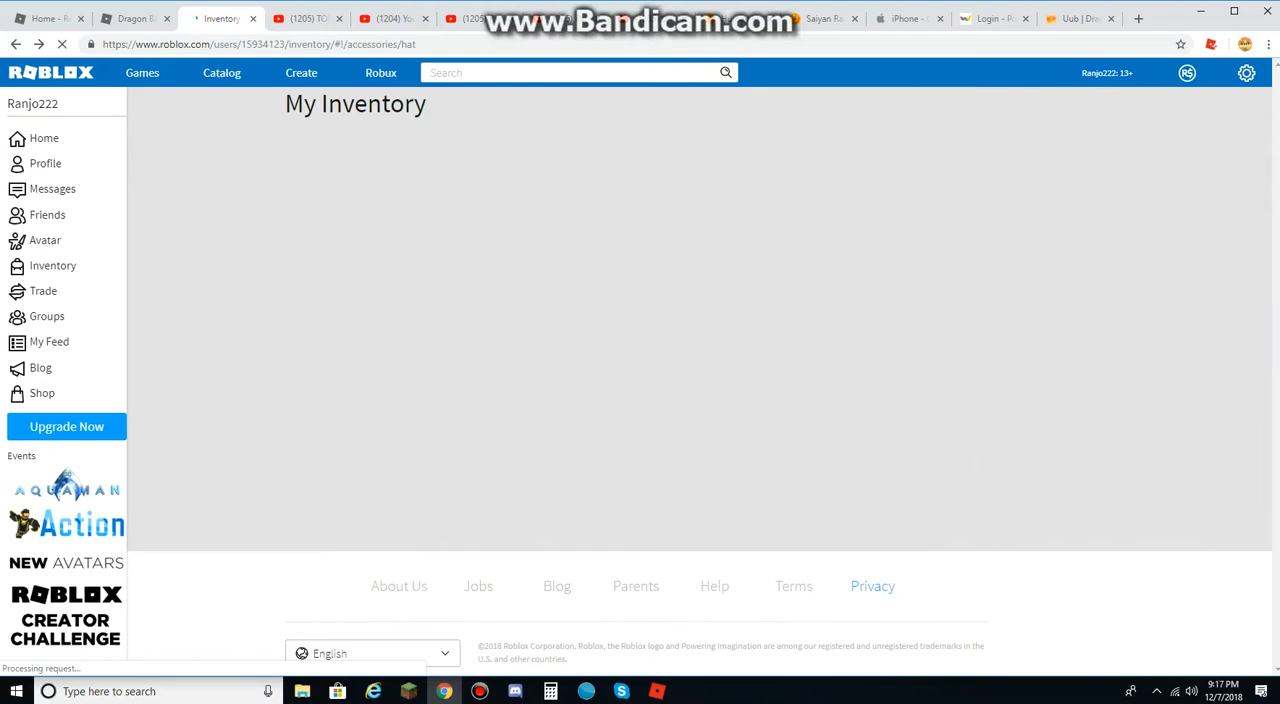 Home - R
Dragon B
Inventory
(1205) TO
(1204) Yo
(1205
www.Bandicam.com
Saiyan Ra
iPhone -
Login - P
Uub | Dra
https://www.roblox.com/users/15934123/inventory/#!/accessories/hat
ROBLOX
Games
Catalog
Create
Robux
Search
Ranjo222: 13+
R$
Ranjo222
My Inventory
Home
Profile
Messages
Friends
Avatar
Inventory
Trade
Groups
My Feed
Blog
Shop
Upgrade Now
Events
AQUAMAN
Action
NEW AVATARS
ROBLOX
CREATOR
CHALLENGE
About Us
Jobs
Blog
Parents
Help
Terms
Privacy
English
©2018 Roblox Corporation. Roblox, the Roblox logo and Powering Imagination are among our registered and unregistered trademarks in the
U.S. and other countries.
Processing request...
Type here to search
9:17 PM
12/7/2018